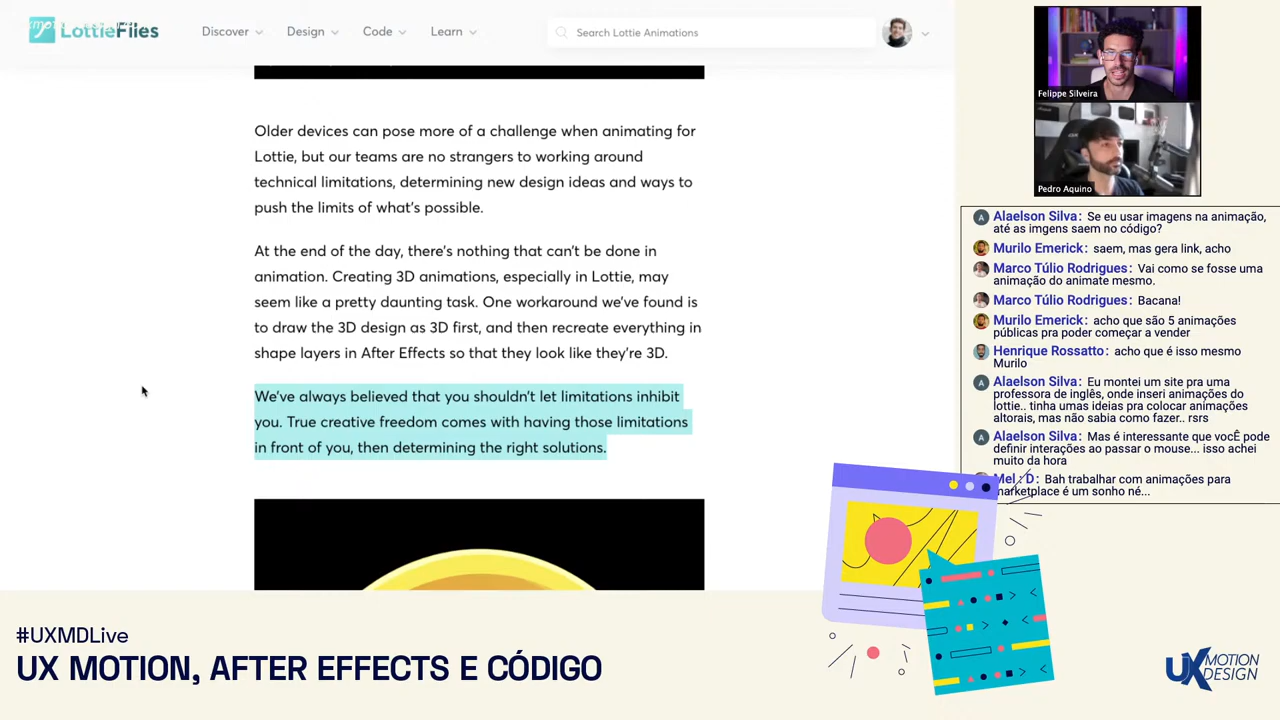 LottieFiles
Discover
Design
Code
Learn
Search Lottie Animations
Older devices can pose more of a challenge when animating for
Lottie, but our teams are no strangers to working around
technical limitations, determining new design ideas and ways to
push the limits of what's possible.
At the end of the day, there's nothing that can't be done in
animation. Creating 3D animations, especially in Lottie, may
seem like a pretty daunting task. One workaround we've found is
to draw the 3D design as 3D first, and then recreate everything in
shape layers in After Effects so that they look like they're 3D.
We've always believed that you shouldn't let limitations inhibit
you. True creative freedom comes with having those limitations
in front of you, then determining the right solutions.
Felippe Silveira
Pedro Aquino
A Alaelson Silva: Se eu usar imagens na animação,
até as imgens saem no código?
Murilo Emerick: saem, mas gera link, acho
Marco Túlio Rodrigues: Vai como se fosse uma
animação do animate mesmo.
Marco Túlio Rodrigues: Bacana!
Murilo Emerick: acho que são 5 animações
públicas pra poder começar a vender
Henrique Rossatto: acho que é isso mesmo
Murilo
A Alaelson Silva: Eu montei um site pra uma
professora de inglês, onde inseri animações do
lottie.. tinha umas ideias pra colocar animações
altorais, mas não sabia como fazer.. rsrs
A Alaelson Silva: Mas é interessante que vocÊ pode
definir interações ao passar o mouse... isso achei
muito da hora
Mel : D: Bah trabalhar com animações para
marketplace é um sonho né...
#UXMDLive
UX MOTION, AFTER EFFECTS E CÓDIGO
UX MOTION
DESIGN